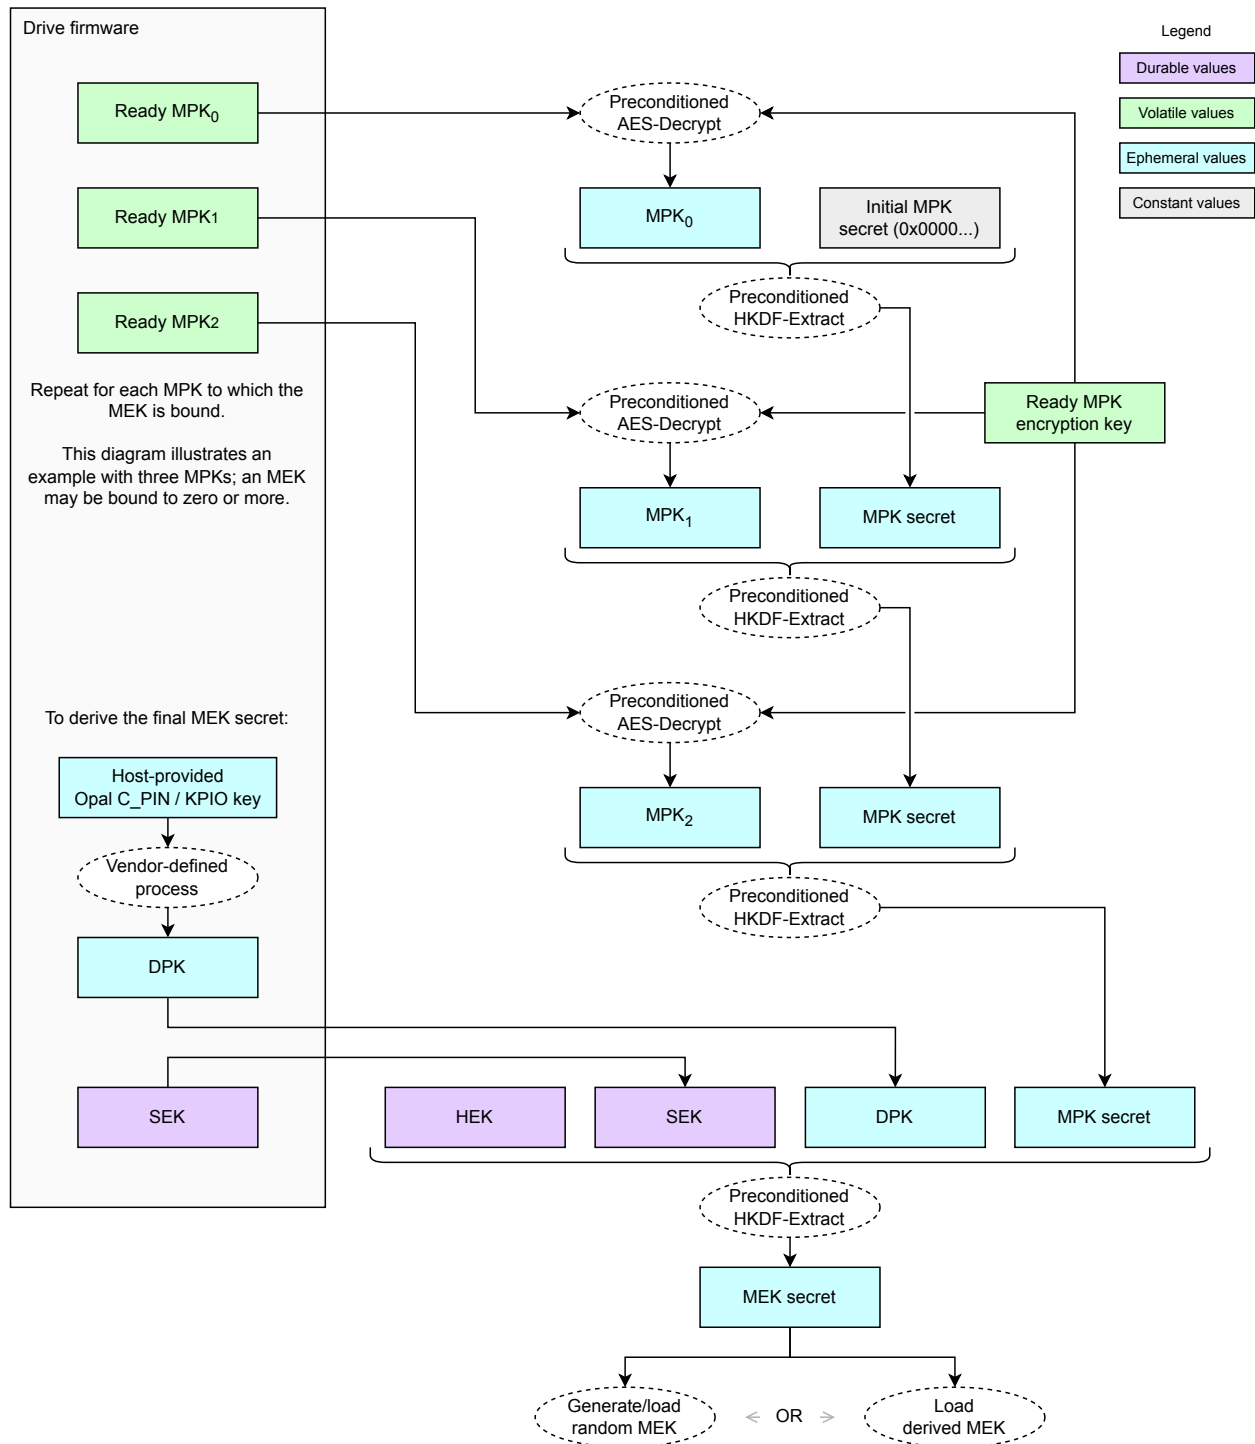 Drive firmware
Legend
Durable values
Volatile values
Ephemeral values
Constant values
Ready MPK0
Preconditioned
AES-Decrypt
Ready MPK1
MPK0
Initial MPK
secret (0x0000...)
Preconditioned
HKDF-Extract
Ready MPK2
Repeat for each MPK to which the
MEK is bound.
This diagram illustrates an
example with three MPKs; an MEK
may be bound to zero or more.
Preconditioned
AES-Decrypt
Ready MPK
encryption key
MPK1
MPK secret
Preconditioned
HKDF-Extract
Preconditioned
AES-Decrypt
To derive the final MEK secret:
Host-provided
Opal C_PIN / KPIO key
MPK2
MPK secret
Vendor-defined
process
Preconditioned
HKDF-Extract
DPK
SEK
HEK
SEK
DPK
MPK secret
Preconditioned
HKDF-Extract
MEK secret
Generate/load
random MEK
OR
Load
derived MEK